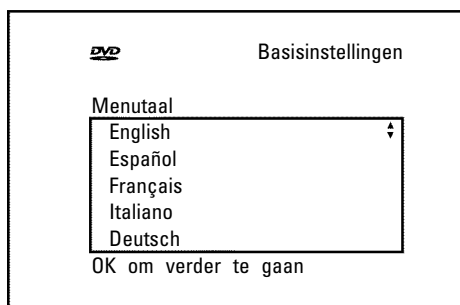 DVD Basisinstellingen
Menutaal
English
Español
Français
Italiano
Deutsch
OK om verder te gaan